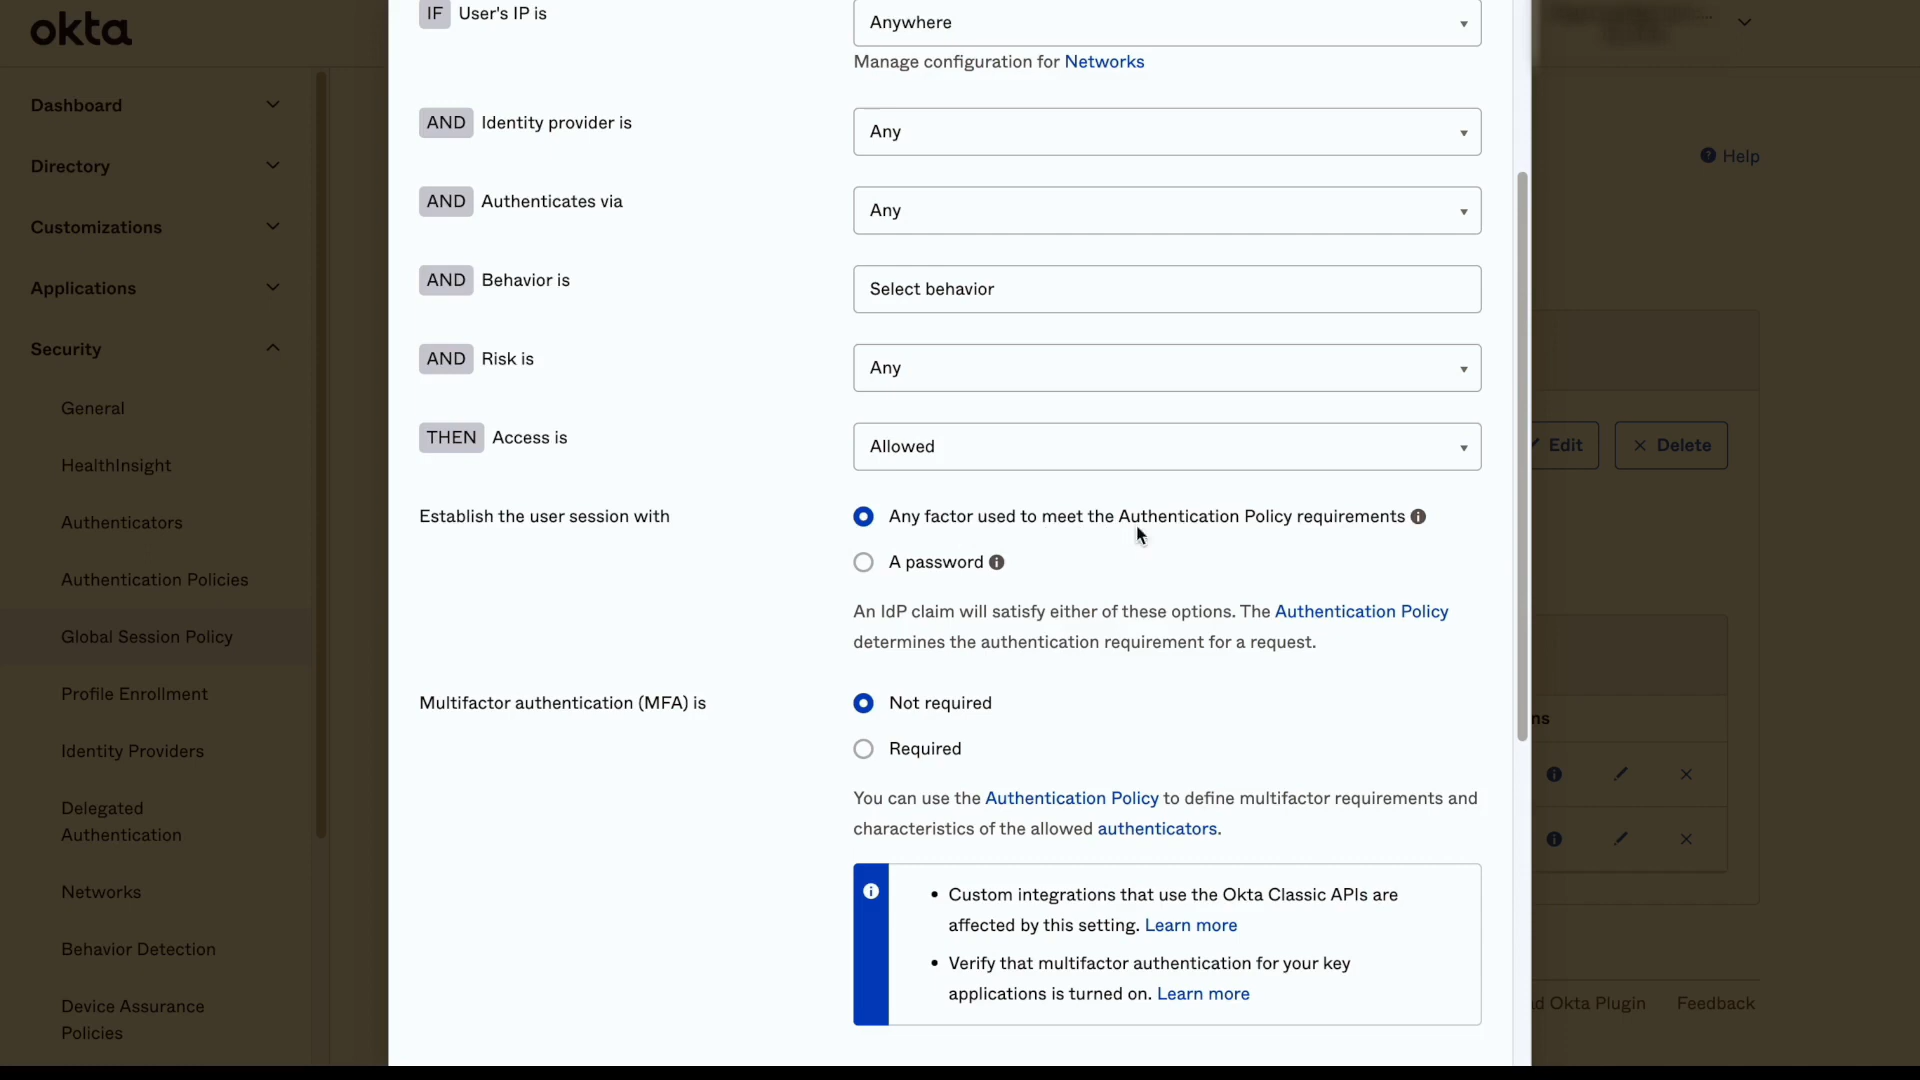 okta
Dashboard
Directory
Customizations
Applications
Security
General
HealthInsight
Authenticators
Authentication Policies
Global Session Policy
Profile Enrollment
Identity Providers
Delegated
Authentication
Networks
Behavior Detection
Device Assurance
Policies
IF User's IP is
Anywhere
Manage configuration for Networks
AND Identity provider is
Any
AND Authenticates via
Any
AND Behavior is
Select behavior
AND Risk is
Any
THEN Access is
Allowed
Establish the user session with
Any factor used to meet the Authentication Policy requirements
A password
An IdP claim will satisfy either of these options. The Authentication Policy
determines the authentication requirement for a request.
Multifactor authentication (MFA) is
Not required
Required
You can use the Authentication Policy to define multifactor requirements and
characteristics of the allowed authenticators.
• Custom integrations that use the Okta Classic APIs are
affected by this setting. Learn more
• Verify that multifactor authentication for your key
applications is turned on. Learn more
Help
Edit
Delete
ns
d Okta Plugin
Feedback